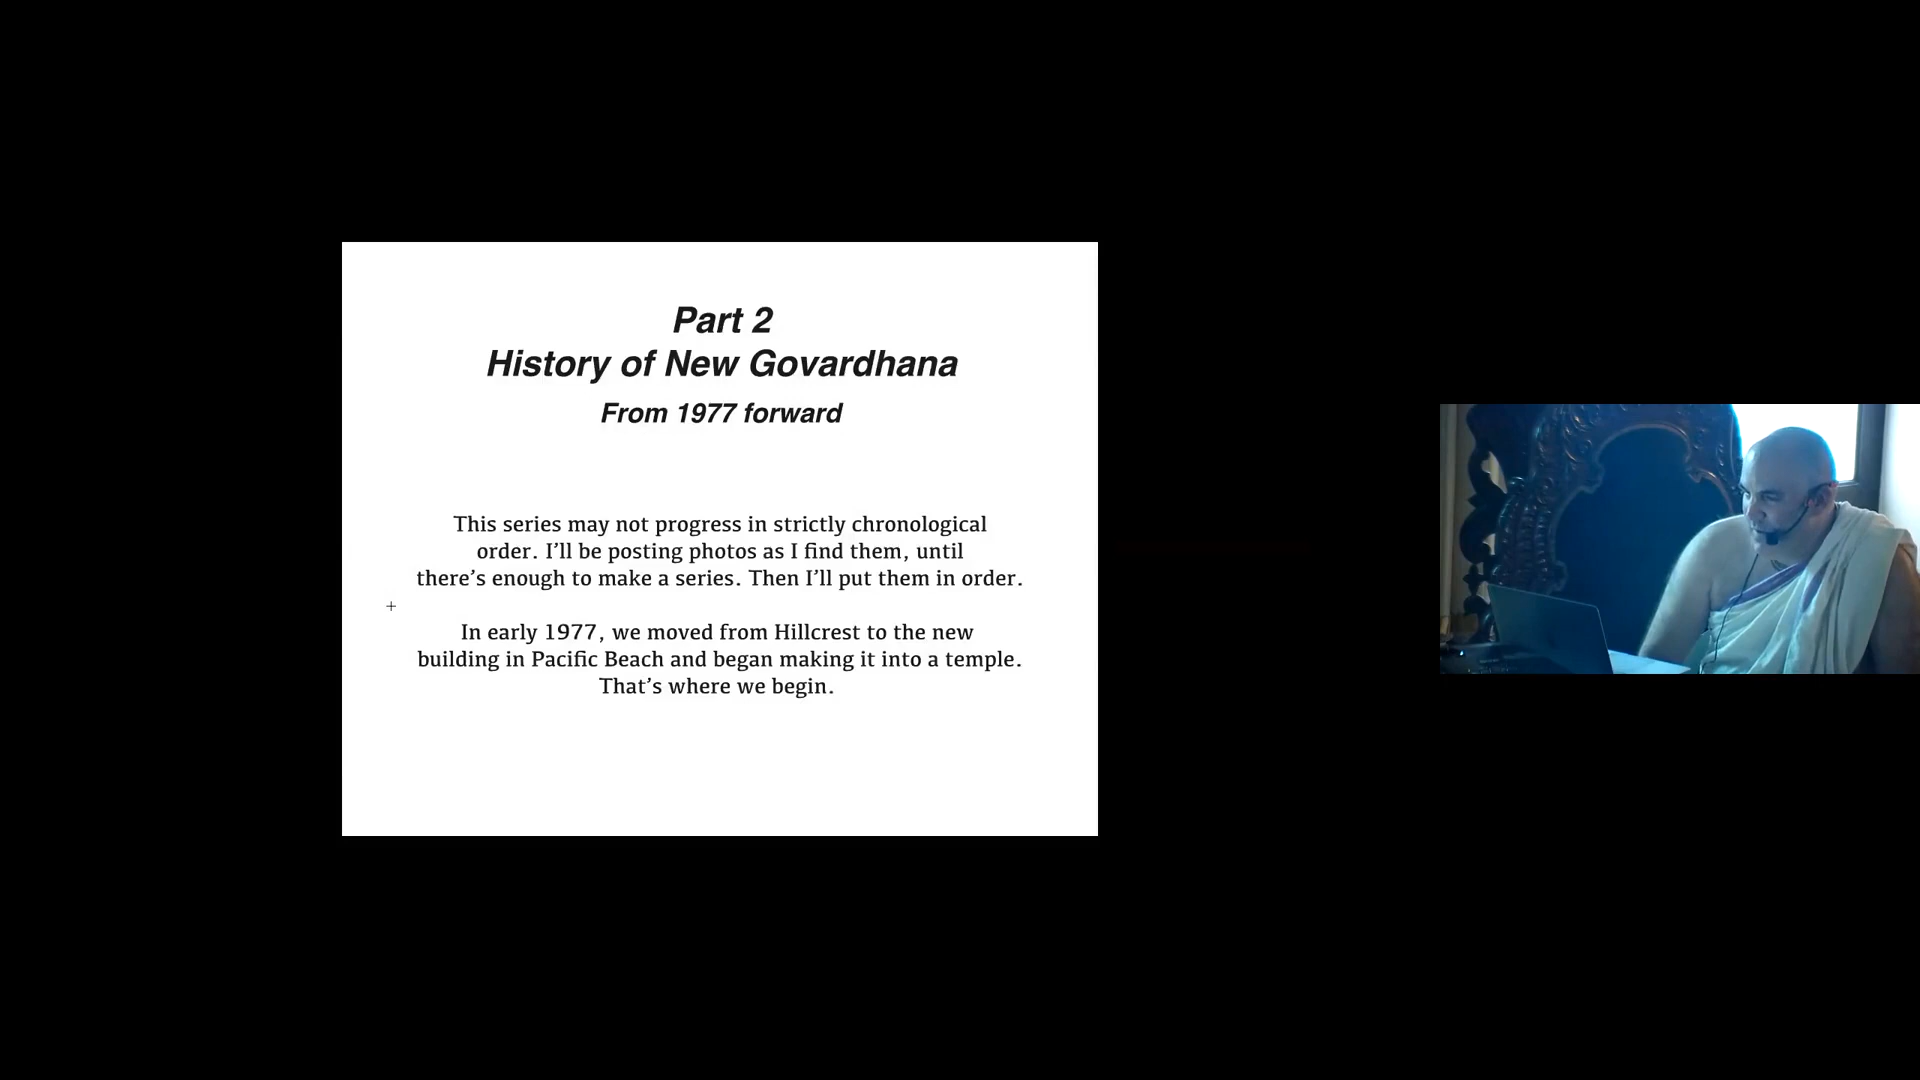 Part 2
History of New Govardhana
From 1977 forward
This series may not progress in strictly chronological
order. I’ll be posting photos as I find them, until
there’s enough to make a series. Then I’ll put them in order.
In early 1977, we moved from Hillcrest to the new
building in Pacific Beach and began making it into a temple.
That’s where we begin.